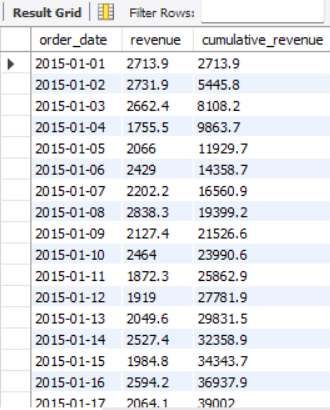 Result Grid Filter Rows:
order_date revenue cumulative_revenue
2015-01-01 2713.9 2713.9
2015-01-02 2731.9 5445.8
2015-01-03 2662.4 8108.2
2015-01-04 1755.5 9863.7
2015-01-05 2066 11929.7
2015-01-06 2429 14358.7
2015-01-07 2202.2 16560.9
2015-01-08 2838.3 19399.2
2015-01-09 2127.4 21526.6
2015-01-10 2464 23990.6
2015-01-11 1872.3 25862.9
2015-01-12 1919 27781.9
2015-01-13 2049.6 29831.5
2015-01-14 2527.4 32358.9
2015-01-15 1984.8 34343.7
2015-01-16 2594.2 36937.9
2015-01-17 2064.1 39002